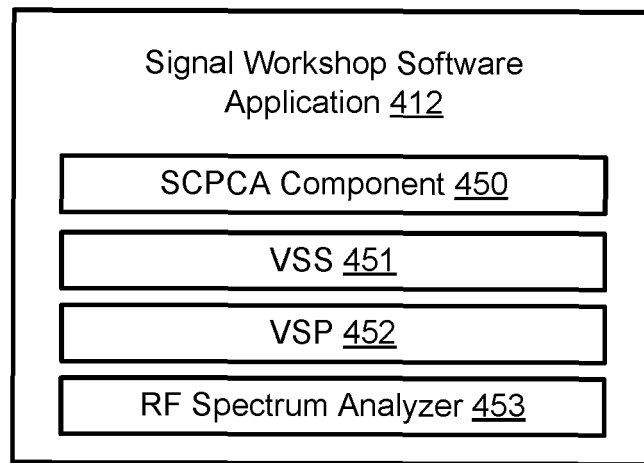 Signal Workshop Software
Application 412
SCPCA Component 450
VSS 451
VSP 452
RF Spectrum Analyzer 453